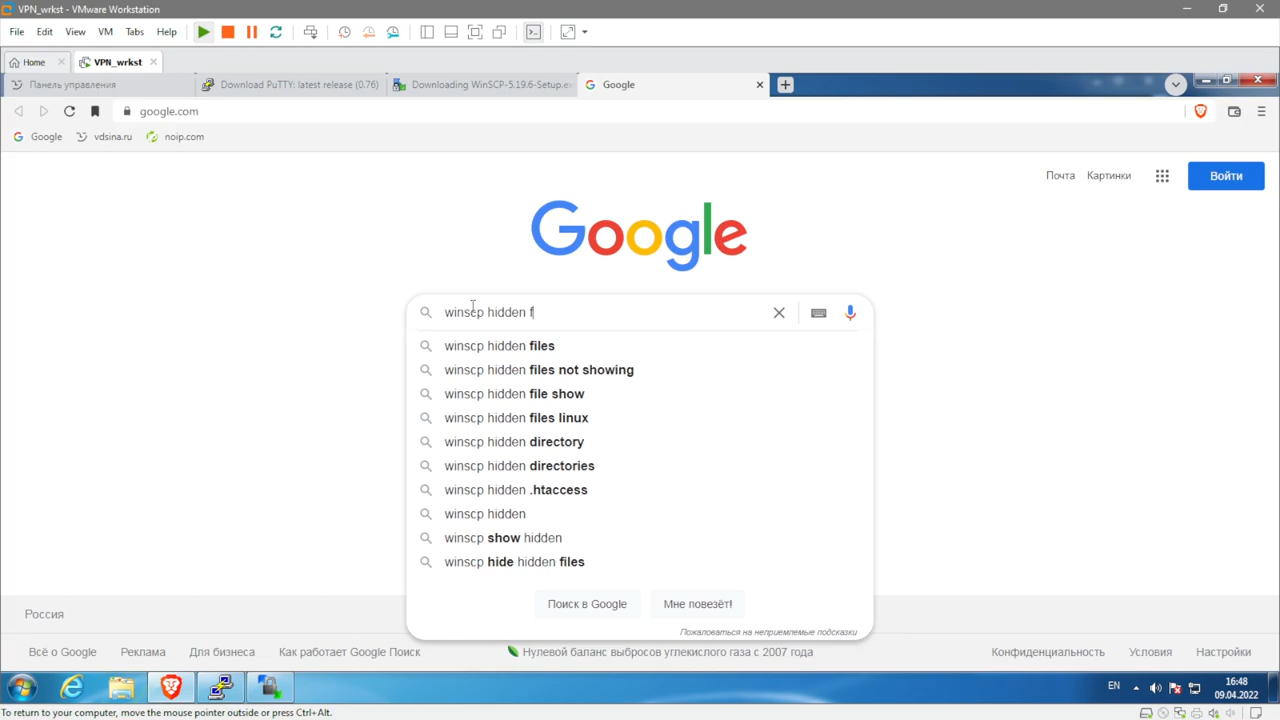 VPN_wrkst - VMware Workstation
File Edit View VM Tabs Help
Home VPN_wrkst
Панель управления Download PuTTY: latest release (0.76) Downloading WinSCP-5.19.6-Setup.ex Google
google.com
Google vdsina.ru noip.com
Почта Картинки Войти
Google
winscp hidden f
winscp hidden files
winscp hidden files not showing
winscp hidden file show
winscp hidden files linux
winscp hidden directory
winscp hidden directories
winscp hidden .htaccess
winscp hidden
winscp show hidden
winscp hide hidden files
Поиск в Google Мне повезёт!
Пожаловаться на неприемлемые подсказки
Россия
Всё о Google Реклама Для бизнеса Как работает Google Поиск Нулевой баланс выбросов углекислого газа с 2007 года Конфиденциальность Условия Настройки
EN 16:48
09.04.2022
To return to your computer, move the mouse pointer outside or press Ctrl+Alt.